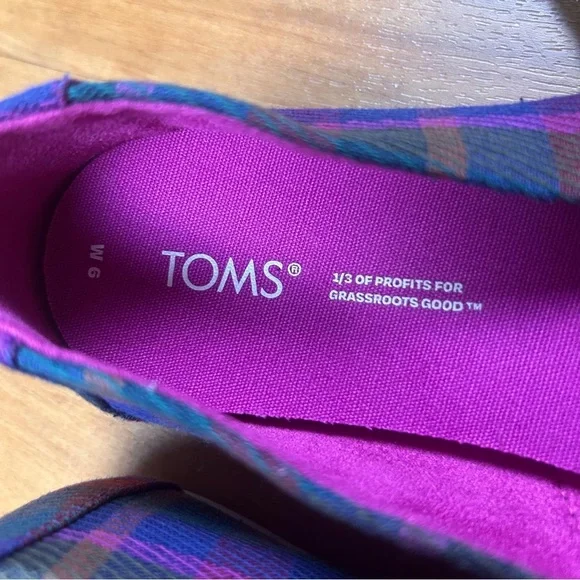 W 6
TOMS®
1/3 OF PROFITS FOR
GRASSROOTS GOOD™